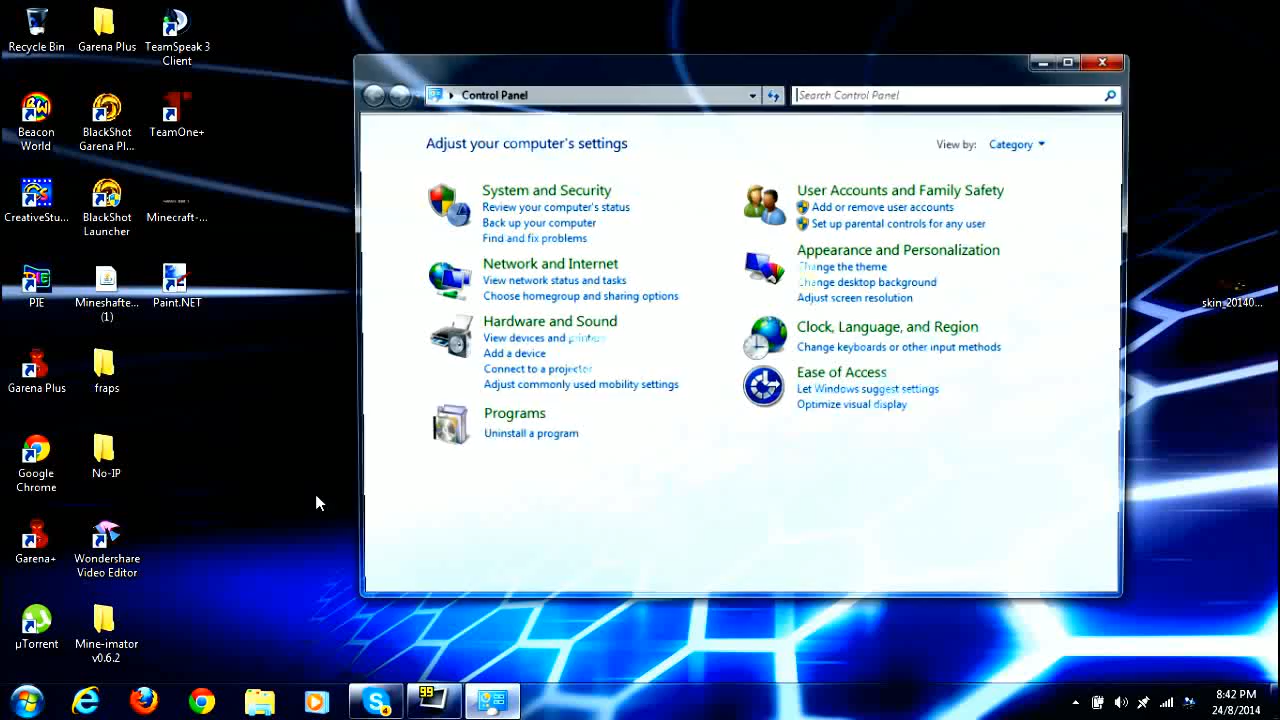 Recycle Bin
Garena Plus
TeamSpeak 3
Client
Beacon
World
BlackShot
Garena Pl...
TeamOne+
CreativeStu...
BlackShot
Launcher
Minecraft-...
PIE
Mineshafte...
(1)
Paint.NET
Garena Plus
fraps
Google
Chrome
No-IP
Garena+
Wondershare
Video Editor
µTorrent
Mine-imator
v0.6.2
skin_20140...
Control Panel
Search Control Panel
Adjust your computer's settings
View by: Category
System and Security
Review your computer's status
Back up your computer
Find and fix problems
Network and Internet
View network status and tasks
Choose homegroup and sharing options
Hardware and Sound
View devices and printers
Add a device
Connect to a projector
Adjust commonly used mobility settings
Programs
Uninstall a program
User Accounts and Family Safety
Add or remove user accounts
Set up parental controls for any user
Appearance and Personalization
Change the theme
Change desktop background
Adjust screen resolution
Clock, Language, and Region
Change keyboards or other input methods
Ease of Access
Let Windows suggest settings
Optimize visual display
4
99
8:42 PM
24/8/2014